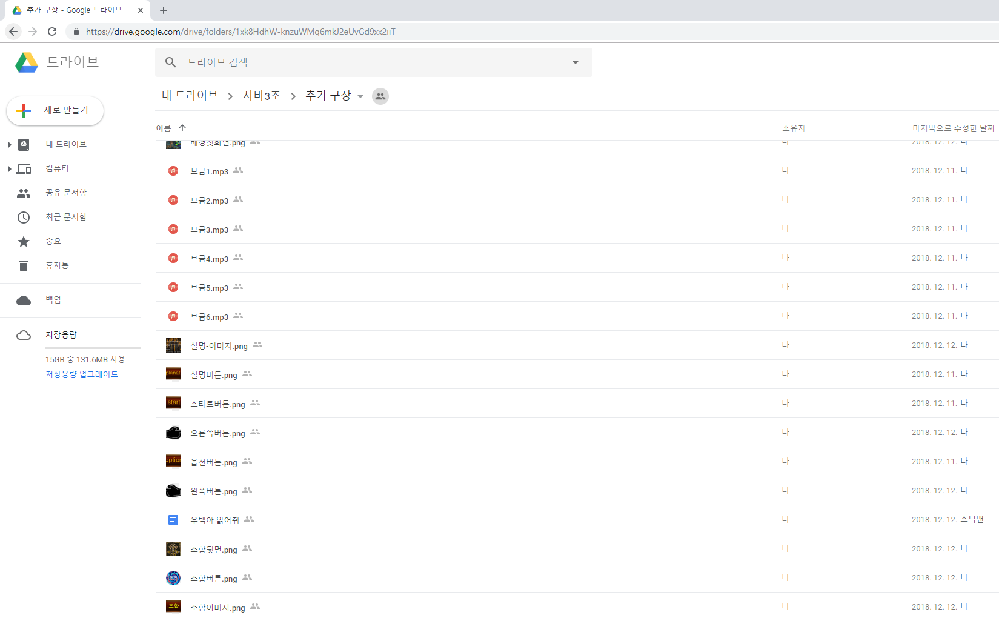 추가 구상 - Google 드라이브
https://drive.google.com/drive/folders/1xk8HdhW-knzuWMq6mkJ2eUvGd9xx2iiT
드라이브
드라이브 검색
내 드라이브 > 자바3조 > 추가 구상
새로 만들기
내 드라이브
컴퓨터
공유 문서함
최근 문서함
중요
휴지통
백업
저장용량
15GB 중 131.6MB 사용
저장용량 업그레이드
이름 소유자 마지막으로 수정한 날짜
배경첫화면.png 나 2018. 12. 12. 나
브금1.mp3 나 2018. 12. 11. 나
브금2.mp3 나 2018. 12. 11. 나
브금3.mp3 나 2018. 12. 11. 나
브금4.mp3 나 2018. 12. 11. 나
브금5.mp3 나 2018. 12. 11. 나
브금6.mp3 나 2018. 12. 11. 나
설명-이미지.png 나 2018. 12. 12. 나
planat 설명버튼.png 나 2018. 12. 11. 나
start 스타트버튼.png 나 2018. 12. 11. 나
오른쪽버튼.png 나 2018. 12. 12. 나
option 옵션버튼.png 나 2018. 12. 11. 나
왼쪽버튼.png 나 2018. 12. 12. 나
우택아 읽어줘 나 2018. 12. 12. 스틱맨
조합뒷면.png 나 2018. 12. 12. 나
조합 조합버튼.png 나 2018. 12. 12. 나
조합 조합이미지.png 나 2018. 12. 12. 나